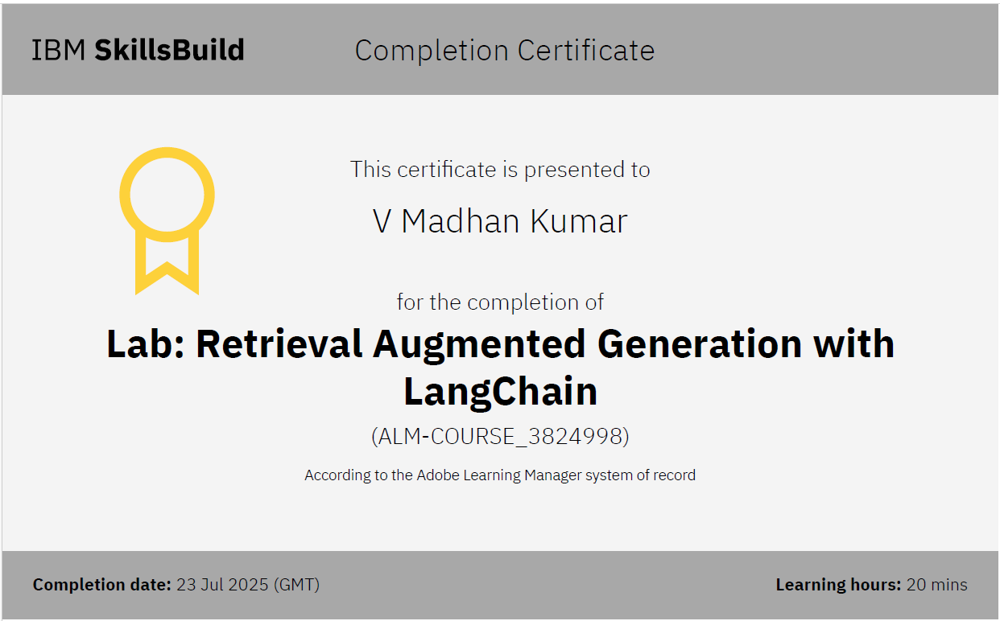 IBM SkillsBuild
Completion Certificate
This certificate is presented to
V Madhan Kumar
for the completion of
Lab: Retrieval Augmented Generation with
LangChain
(ALM-COURSE_3824998)
According to the Adobe Learning Manager system of record
Completion date: 23 Jul 2025 (GMT)
Learning hours: 20 mins